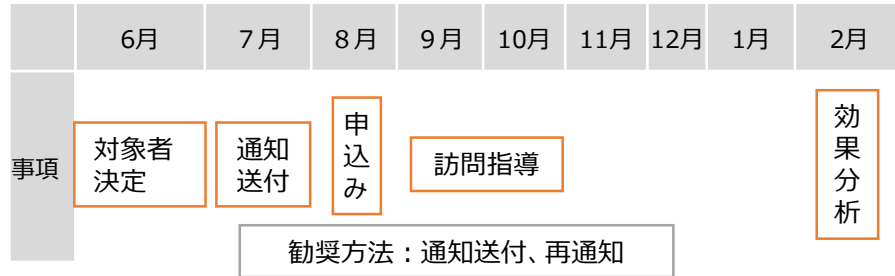 6月 7月 8月 9月 10月 11月 12月 1月 2月
事項
対象者
決定
通知
送付
申込み
訪問指導
効果分析
勧奨方法：通知送付、再通知